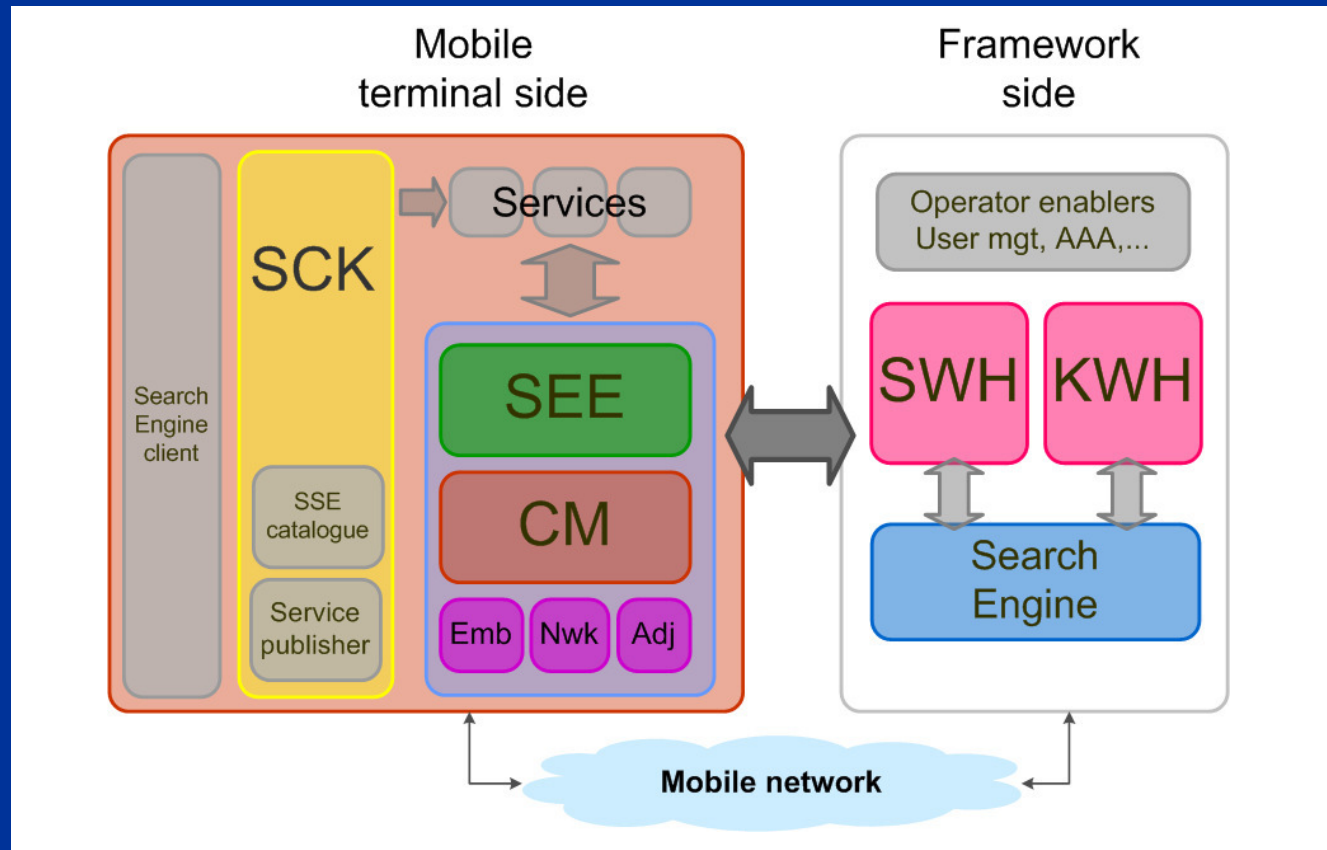 Mobile
terminal side
Framework
side
Search
Engine
client
SCK
SSE
catalogue
Service
publisher
Services
SEE
CM
Emb
Nwk
Adj
Operator enablers
User mgt, AAA,...
SWH
KWH
Search
Engine
Mobile network